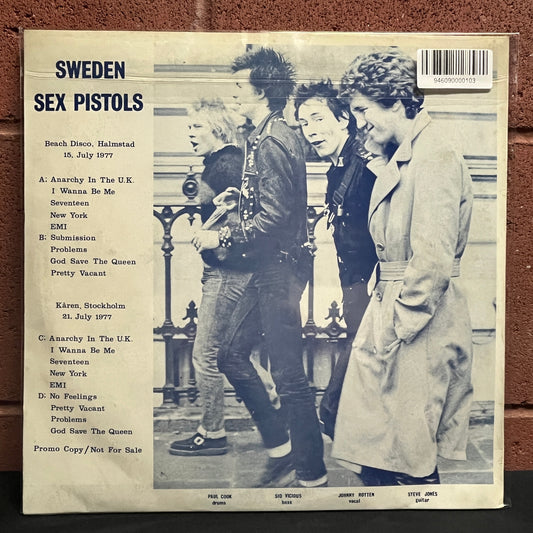 SWEDEN
SEX PISTOLS
Beach Disco, Halmstad
15. July 1977
A: Anarchy In The U.K.
I Wanna Be Me
Seventeen
New York
EMI
B: Submission
Problems
God Save The Queen
Pretty Vacant
Kåren, Stockholm
21. July 1977
C: Anarchy In The U.K.
I Wanna Be Me
Seventeen
New York
EMI
D: No Feelings
Pretty Vacant
Problems
God Save The Queen
Promo Copy/Not For Sale
946090000103
PAUL COOK
drums
SID VICIOUS
bass
JOHNNY ROTTEN
vocal
STEVE JONES
guitar